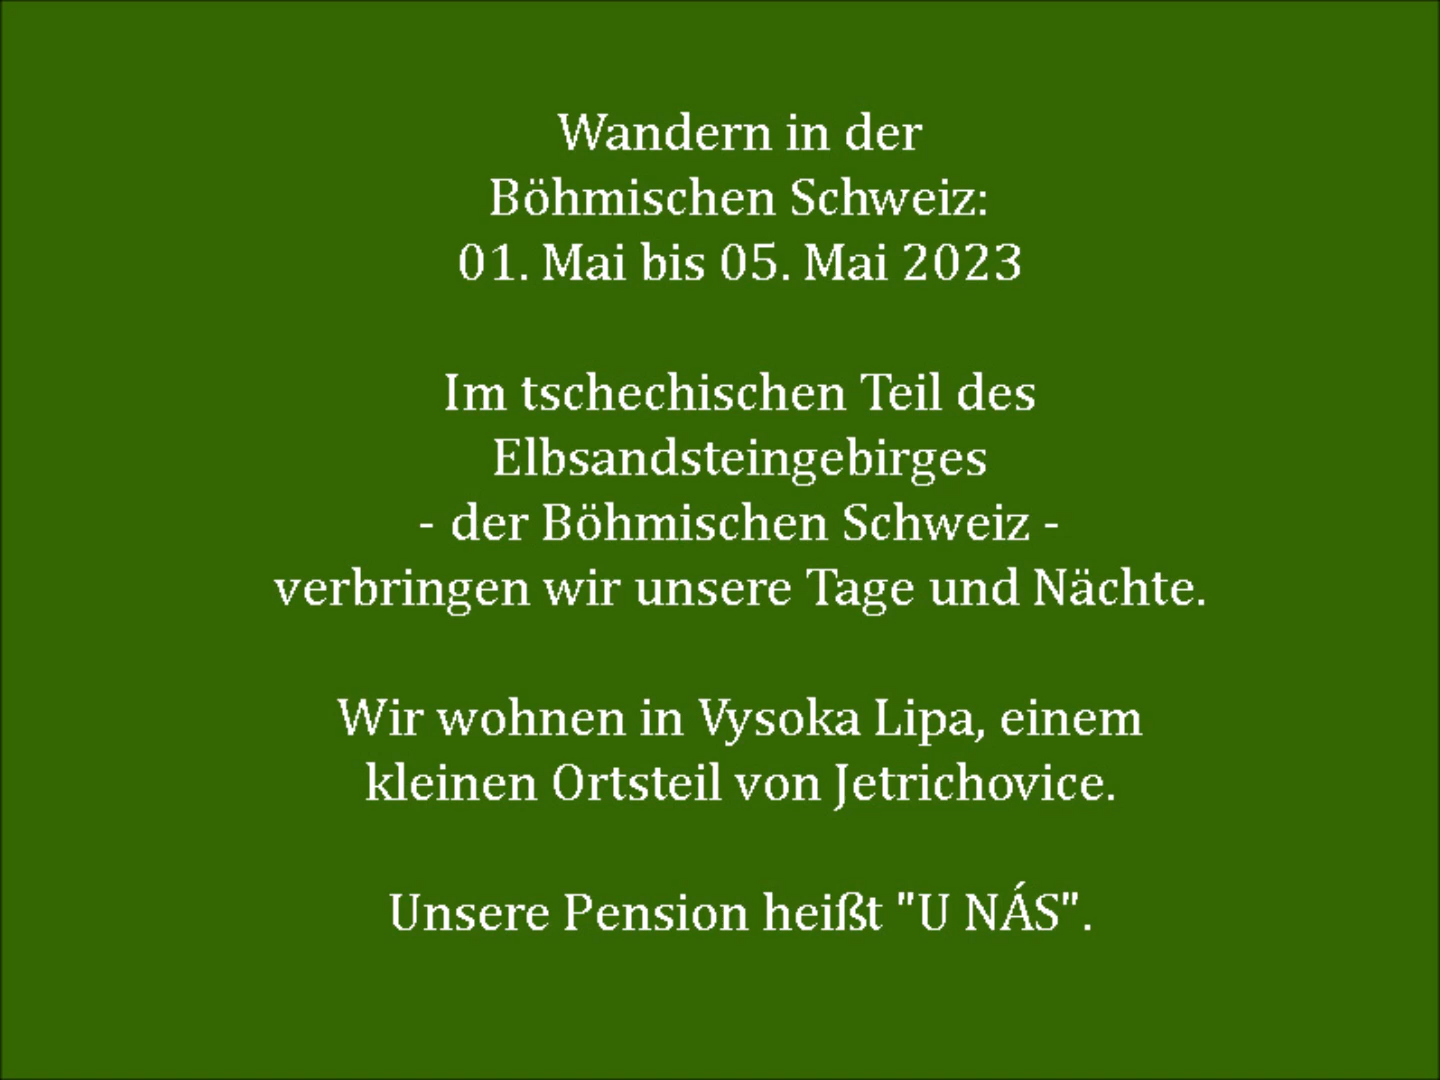 Wandern in der
Böhmischen Schweiz:
01. Mai bis 05. Mai 2023
Im tschechischen Teil des
Elbsandsteingebirges
- der Böhmischen Schweiz -
verbringen wir unsere Tage und Nächte.
Wir wohnen in Vysoka Lipa, einem
kleinen Ortsteil von Jetrichovice.
Unsere Pension heißt "U NÁS".